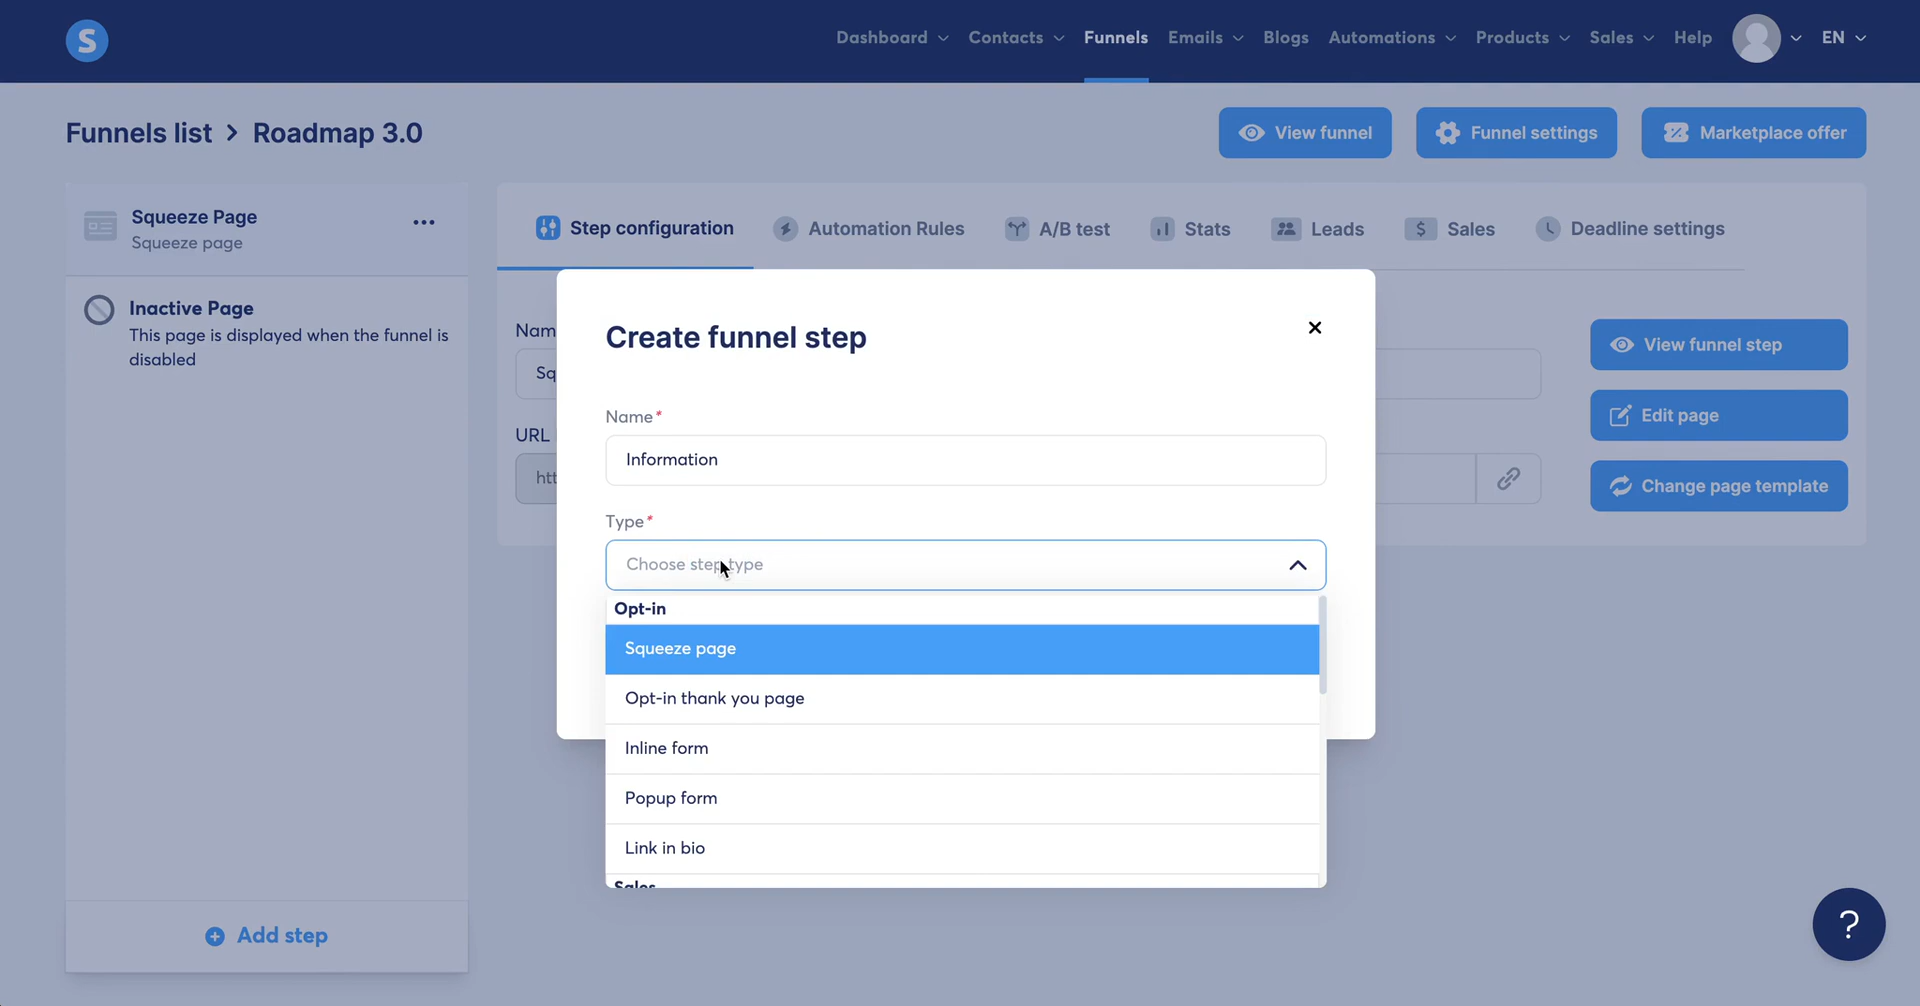 S
Dashboard
Contacts
Funnels
Emails
Blogs
Automations
Products
Sales
Help
EN
Funnels list > Roadmap 3.0
View funnel
Funnel settings
Marketplace offer
Squeeze Page
Squeeze page
Inactive Page
This page is displayed when the funnel is
disabled
Add step
Step configuration
Automation Rules
A/B test
Stats
Leads
$ Sales
Deadline settings
Nam
Sq
URL
htt
View funnel step
Edit page
Change page template
Create funnel step
Name*
Information
Type*
Choose step type
Opt-in
Squeeze page
Opt-in thank you page
Inline form
Popup form
Link in bio
Sales
?